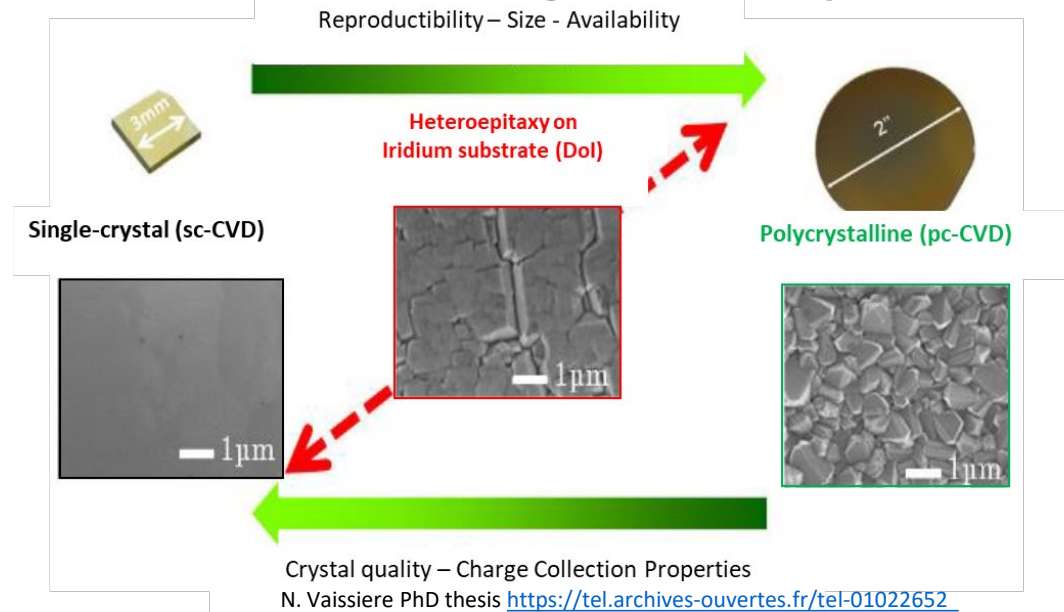 Reproducibility – Size - Availability
3mm
Heteroepitaxy on
Iridium substrate (DoI)
2”
Single-crystal (sc-CVD)
Polycrystalline (pc-CVD)
1µm
1µm
1µm
Crystal quality – Charge Collection Properties
N. Vaissiere PhD thesis https://tel.archives-ouvertes.fr/tel-01022652